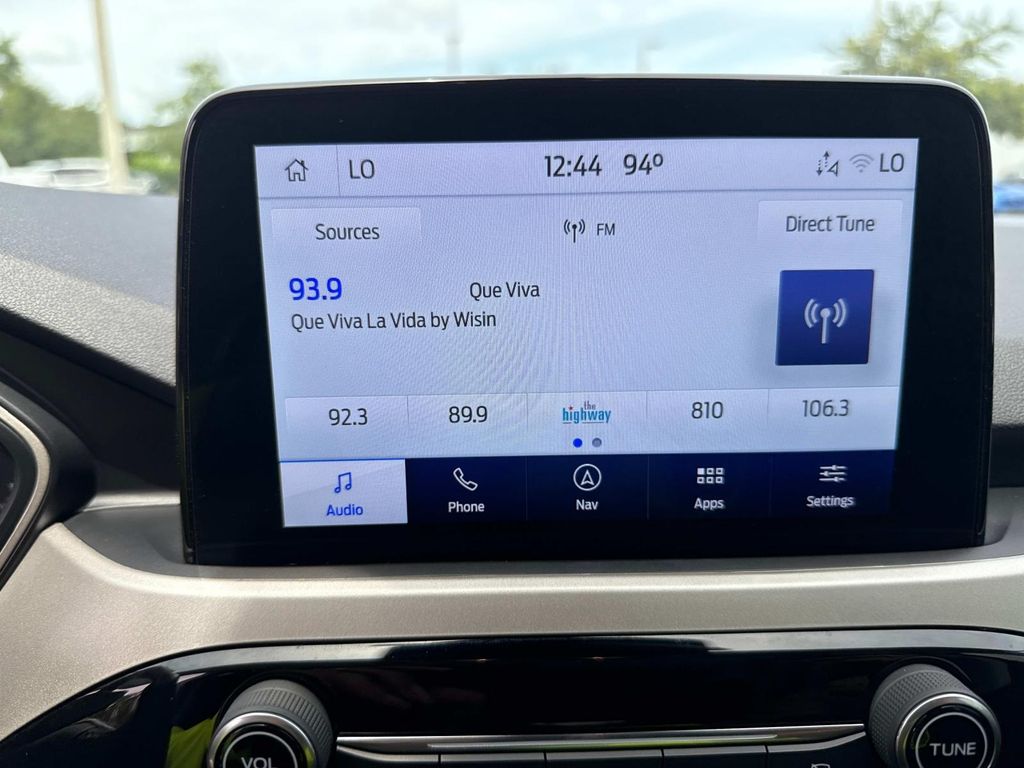 LO 12:44 94º LO
Sources FM Direct Tune
93.9 Que Viva
Que Viva La Vida by Wisin
92.3 89.9 the highway 810 106.3
Audio Phone Nav Apps Settings
VOL TUNE